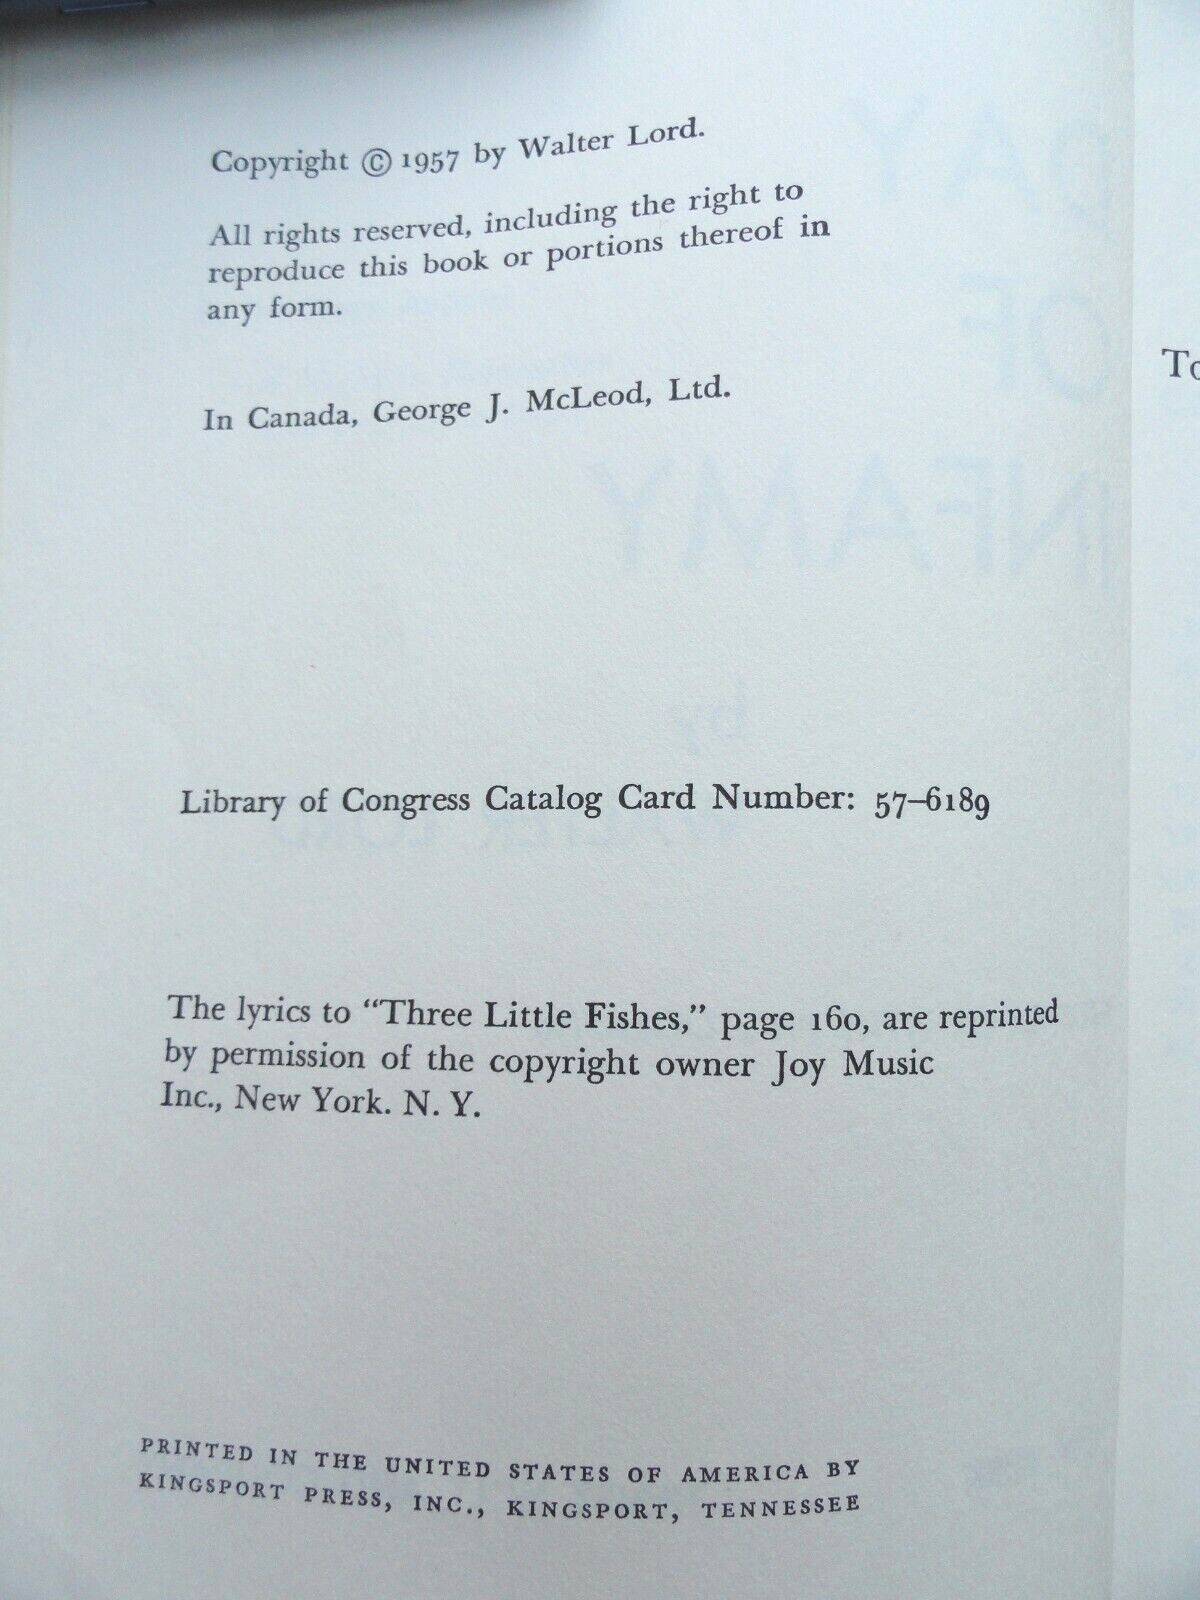 Copyright © 1957 by Walter Lord.
All rights reserved, including the right to
reproduce this book or portions thereof in
any form.
In Canada, George J. McLeod, Ltd.
Library of Congress Catalog Card Number: 57–6189
The lyrics to “Three Little Fishes,” page 160, are reprinted
by permission of the copyright owner Joy Music
Inc., New York. N. Y.
PRINTED IN THE UNITED STATES OF AMERICA BY
KINGSPORT PRESS, INC., KINGSPORT, TENNESSEE
To